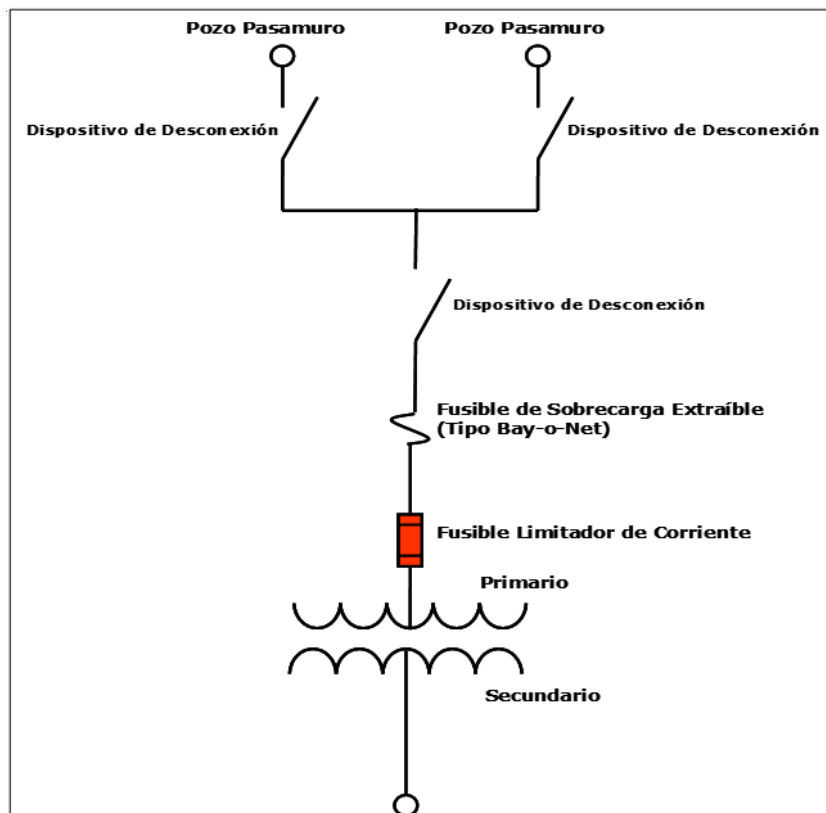 Pozo Pasamuro
Pozo Pasamuro
Dispositivo de Desconexión
Dispositivo de Desconexión
Dispositivo de Desconexión
Fusible de Sobrecarga Extraíble
(Tipo Bay-o-Net)
Fusible Limitador de Corriente
Primario
Secundario